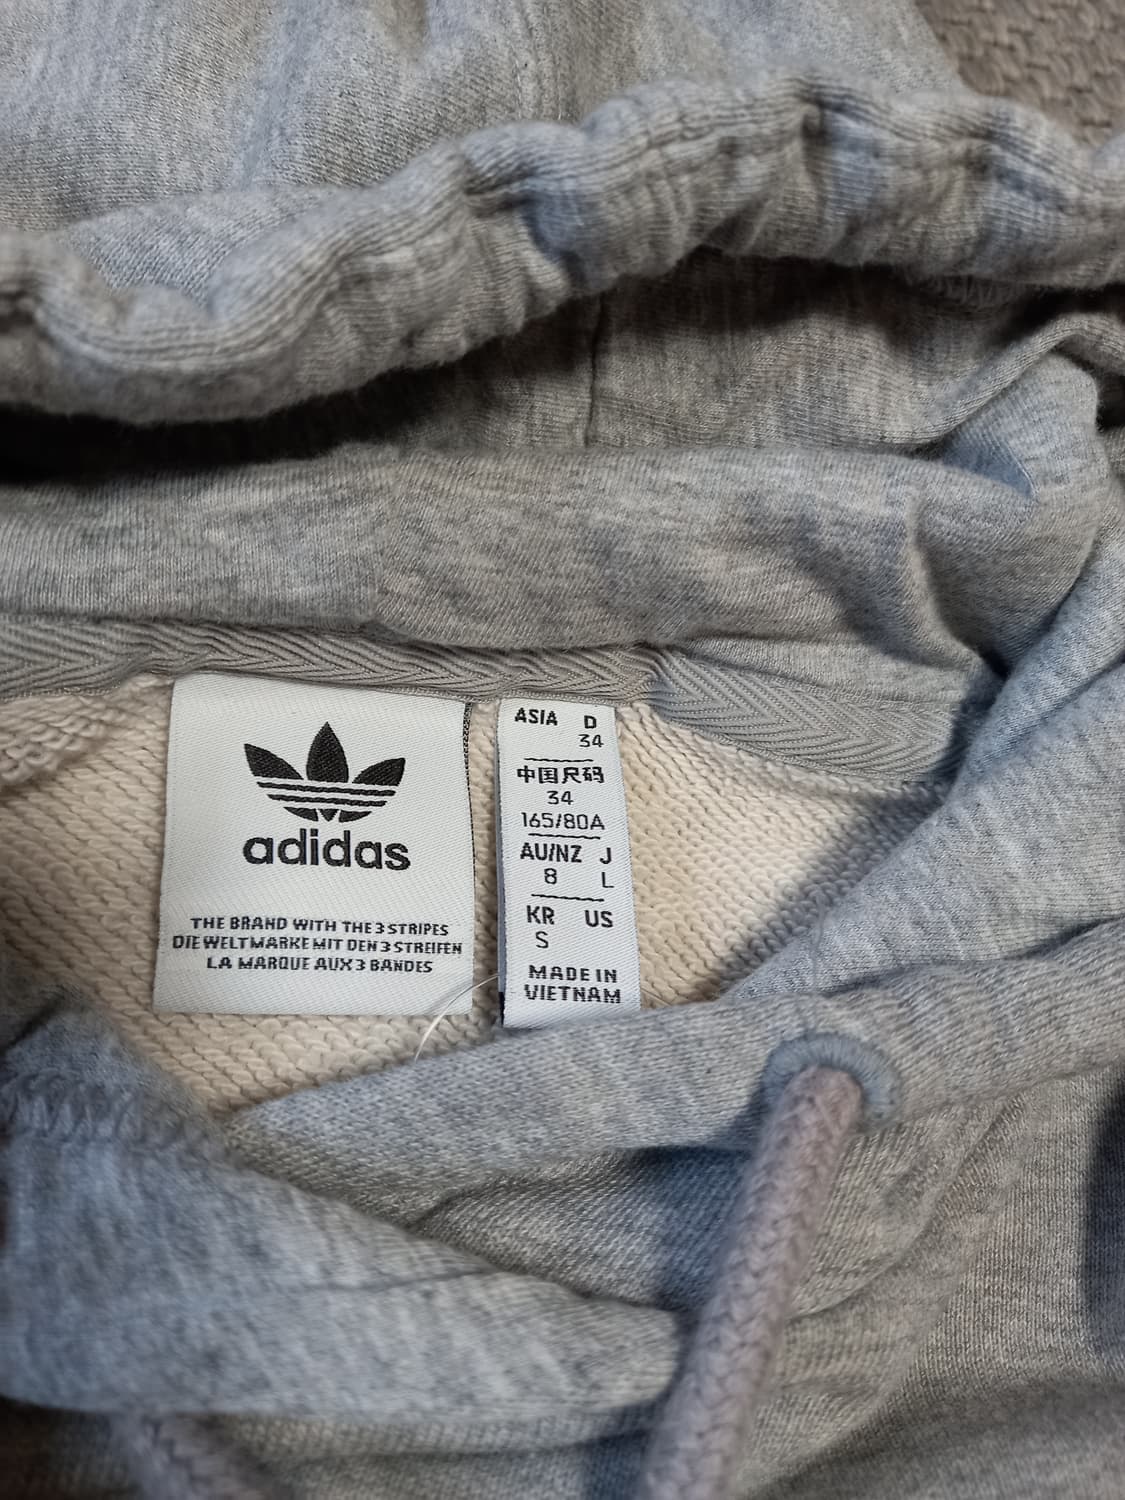 adidas
THE BRAND WITH THE 3 STRIPES
DIE WELTMARKE MIT DEN 3 STREIFEN
LA MARQUE AUX 3 BANDES
ASIA D
34
中国尺码
34
165/80A
AU/NZ J
8 L
KR US
S
MADE IN
VIETNAM